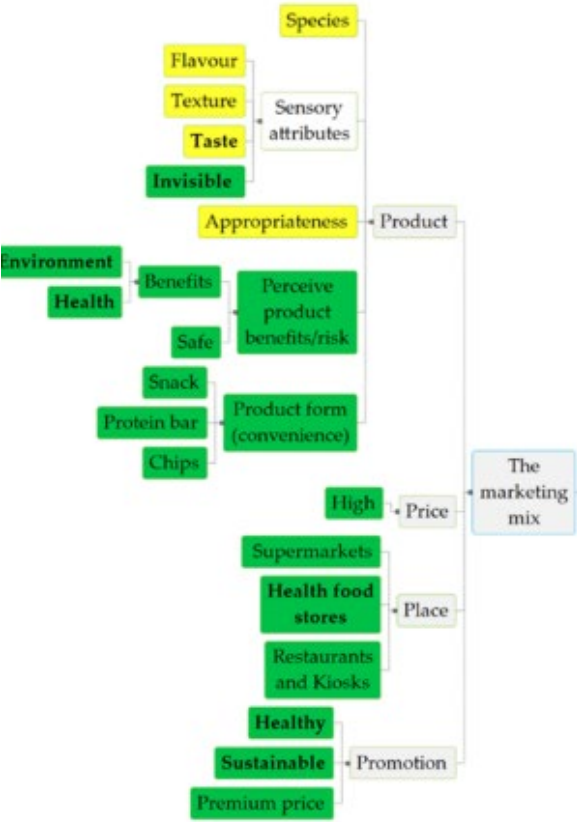 Species
Flavour
Texture
Taste
Invisible
Sensory
attributes
Appropriateness
Product
Environment
Health
Benefits
Safe
Perceive
product
benefits/risk
Snack
Protein bar
Chips
Product form
(convenience)
The
marketing
mix
High
Price
Supermarkets
Health food
stores
Restaurants
and Kiosks
Place
Healthy
Sustainable
Premium price
Promotion